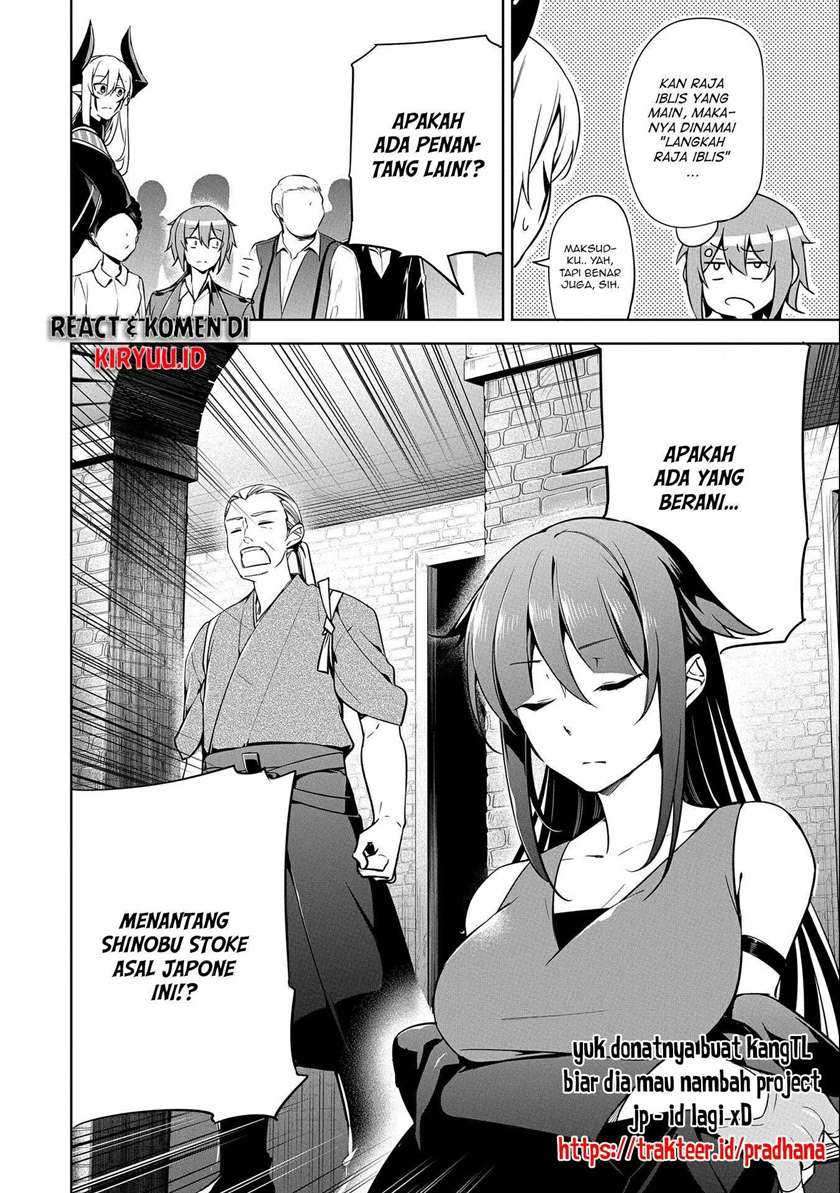 KAN RAJA
IBLIS YANG
MAIN, MAKA-
NYA DINAMAI
"LANGKAH
RAJA IBLIS"
...
MAKSUD-
KU.. YAH,
TAPI BENAR
JUGA, SIH.
APAKAH
ADA PENAN-
TANG LAIN!?
REACT & KOMEN DI
KIRYUU.ID
APAKAH
ADA YANG
BERANI...
MENANTANG
SHINOBU STOKE
ASAL JAPONE
INI!?
yuk donatnya buat kangTL
biar dia mau nambah project
jp - id lagi xD
https://trakteer.id/pradhana